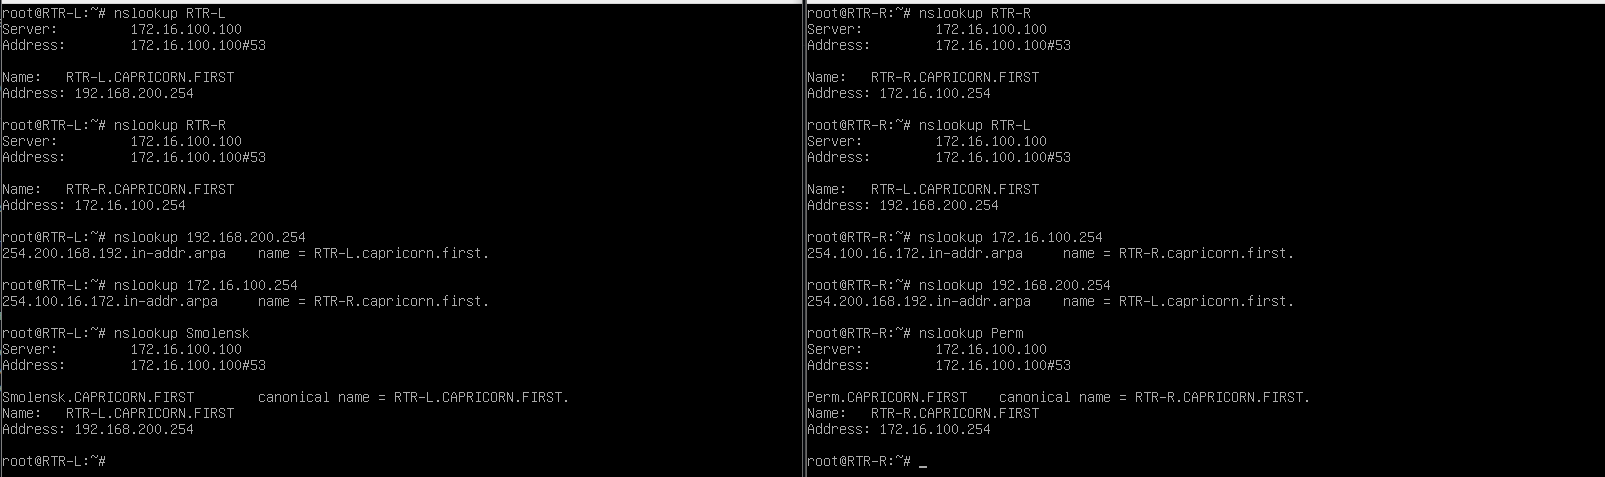 root@RTR-L:~# nslookup RTR-L
Server:         172.16.100.100
Address:        172.16.100.100#53

Name:   RTR-L.CAPRICORN.FIRST
Address: 192.168.200.254

root@RTR-L:~# nslookup RTR-R
Server:         172.16.100.100
Address:        172.16.100.100#53

Name:   RTR-R.CAPRICORN.FIRST
Address: 172.16.100.254

root@RTR-L:~# nslookup 192.168.200.254
254.200.168.192.in-addr.arpa    name = RTR-L.capricorn.first.

root@RTR-L:~# nslookup 172.16.100.254
254.100.16.172.in-addr.arpa     name = RTR-R.capricorn.first.

root@RTR-L:~# nslookup Smolensk
Server:         172.16.100.100
Address:        172.16.100.100#53

Smolensk.CAPRICORN.FIRST        canonical name = RTR-L.CAPRICORN.FIRST.
Name:   RTR-L.CAPRICORN.FIRST
Address: 192.168.200.254

root@RTR-L:~#

root@RTR-R:~# nslookup RTR-R
Server:         172.16.100.100
Address:        172.16.100.100#53

Name:   RTR-R.CAPRICORN.FIRST
Address: 172.16.100.254

root@RTR-R:~# nslookup RTR-L
Server:         172.16.100.100
Address:        172.16.100.100#53

Name:   RTR-L.CAPRICORN.FIRST
Address: 192.168.200.254

root@RTR-R:~# nslookup 172.16.100.254
254.100.16.172.in-addr.arpa     name = RTR-R.capricorn.first.

root@RTR-R:~# nslookup 192.168.200.254
254.200.168.192.in-addr.arpa    name = RTR-L.capricorn.first.

root@RTR-R:~# nslookup Perm
Server:         172.16.100.100
Address:        172.16.100.100#53

Perm.CAPRICORN.FIRST    canonical name = RTR-R.CAPRICORN.FIRST.
Name:   RTR-R.CAPRICORN.FIRST
Address: 172.16.100.254

root@RTR-R:~# _